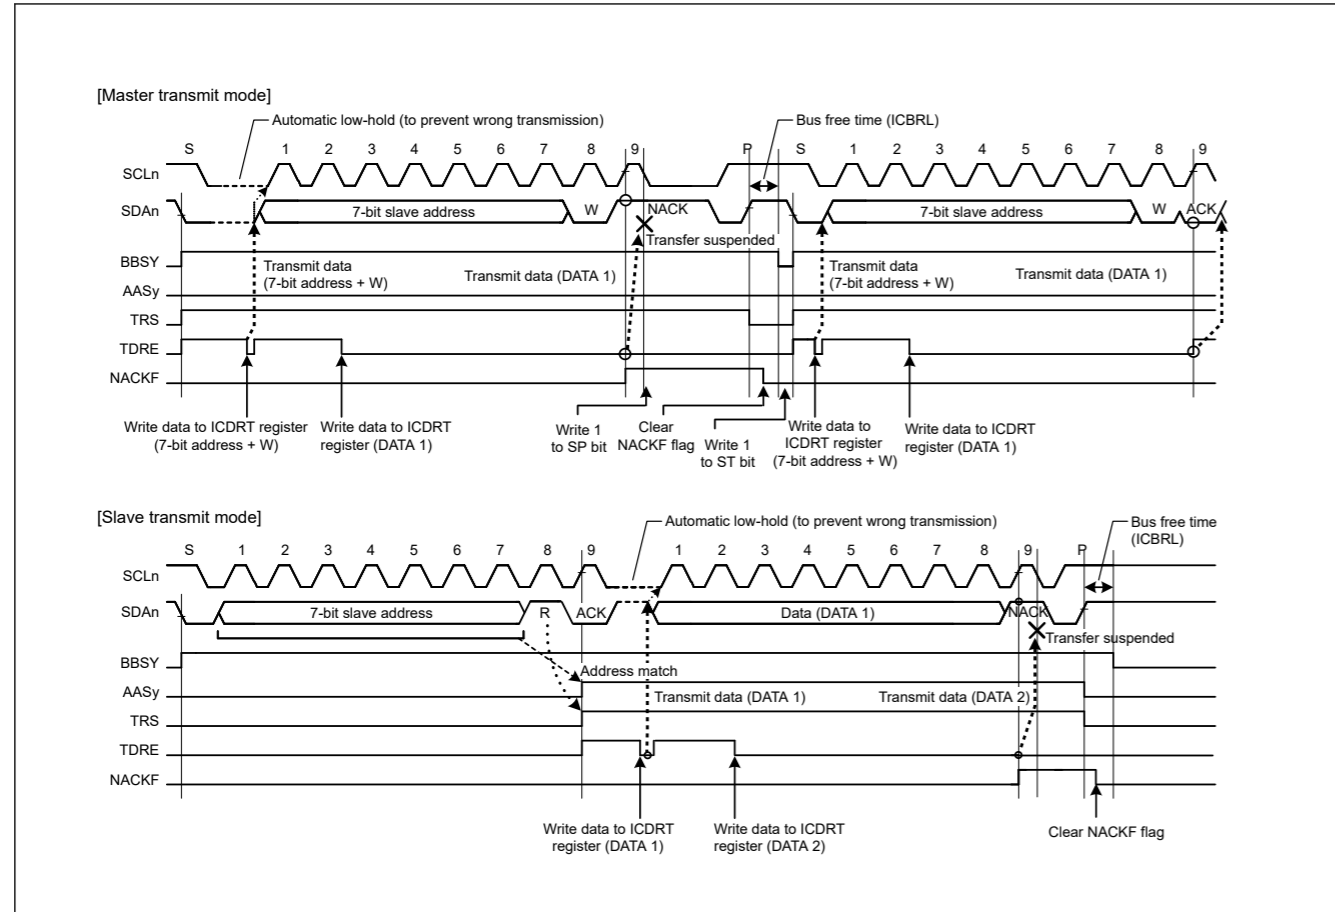 [Master transmit mode]
Automatic low-hold (to prevent wrong transmission)
Bus free time (ICBRL)
S 1 2 3 4 5 6 7 8 9 P S 1 2 3 4 5 6 7 8 9
SCLn
SDAn 7-bit slave address W NACK 7-bit slave address W ACK
Transfer suspended
BBSY
Transmit data
(7-bit address + W)
Transmit data (DATA 1)
Transmit data
(7-bit address + W)
Transmit data (DATA 1)
AASy
TRS
TDRE
NACKF
Write data to ICDRT register
(7-bit address + W)
Write data to ICDRT
register (DATA 1)
Write 1
to SP bit
Clear
NACKF flag
Write 1
to ST bit
Write data to
ICDRT register
(7-bit address + W)
Write data to ICDRT
register (DATA 1)
[Slave transmit mode]
Automatic low-hold (to prevent wrong transmission)
Bus free time
(ICBRL)
S 1 2 3 4 5 6 7 8 9 1 2 3 4 5 6 7 8 9 P
SCLn
SDAn 7-bit slave address R ACK Data (DATA 1) NACK
Transfer suspended
BBSY
Address match
AASy
Transmit data (DATA 1)
Transmit data (DATA 2)
TRS
TDRE
NACKF
Write data to ICDRT
register (DATA 1)
Write data to ICDRT
register (DATA 2)
Clear NACKF flag